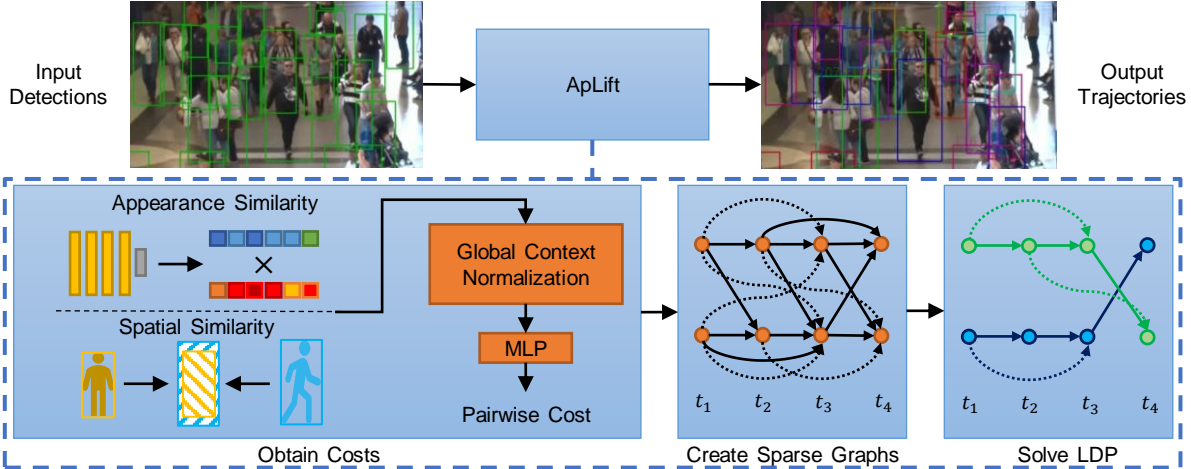 Input
Detections
ApLift
Output
Trajectories
Appearance Similarity
×
Spatial Similarity
Global Context
Normalization
MLP
Pairwise Cost
t₁ t₂ t₃ t₄
t₁ t₂ t₃ t₄
Obtain Costs
Create Sparse Graphs
Solve LDP